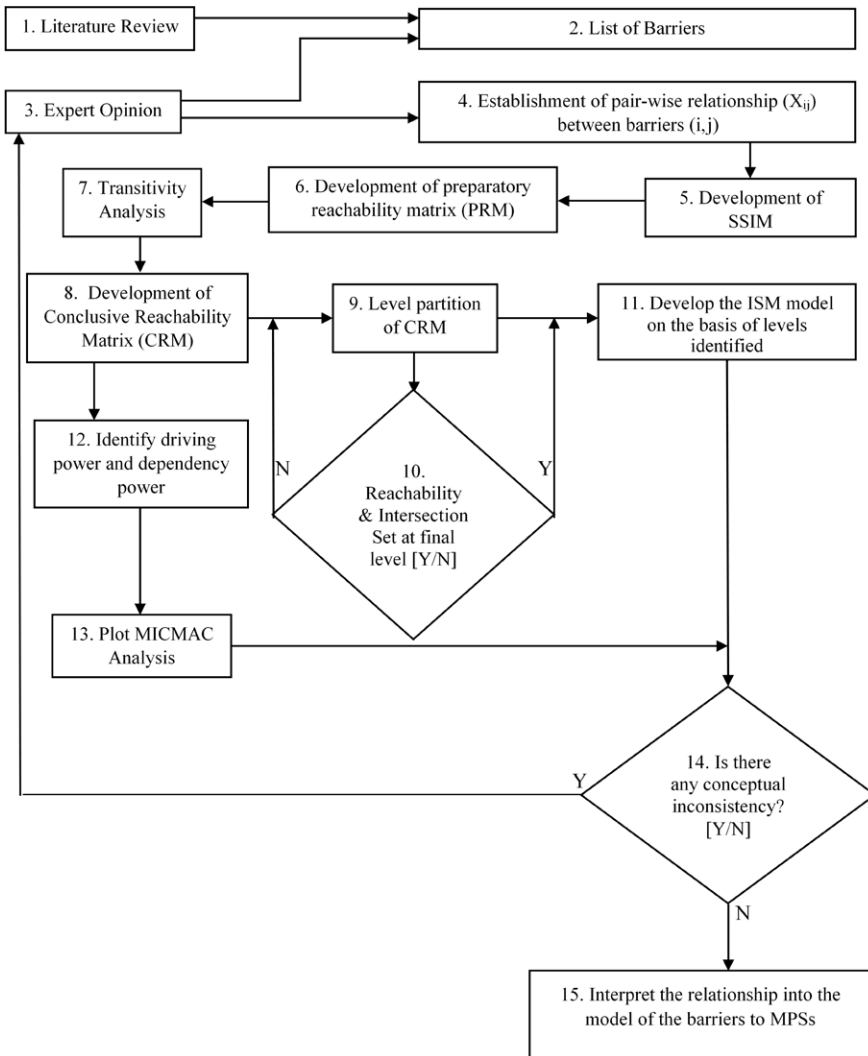 1. Literature Review
2. List of Barriers
3. Expert Opinion
4. Establishment of pair-wise relationship (Xij)
between barriers (i,j)
7. Transitivity
Analysis
6. Development of preparatory
reachability matrix (PRM)
5. Development of
SSIM
8. Development of
Conclusive Reachability
Matrix (CRM)
9. Level partition
of CRM
11. Develop the ISM model
on the basis of levels
identified
12. Identify driving
power and dependency
power
N
10.
Reachability
& Intersection
Set at final
level [Y/N]
Y
13. Plot MICMAC
Analysis
Y
14. Is there
any conceptual
inconsistency?
[Y/N]
N
15. Interpret the relationship into the
model of the barriers to MPSs